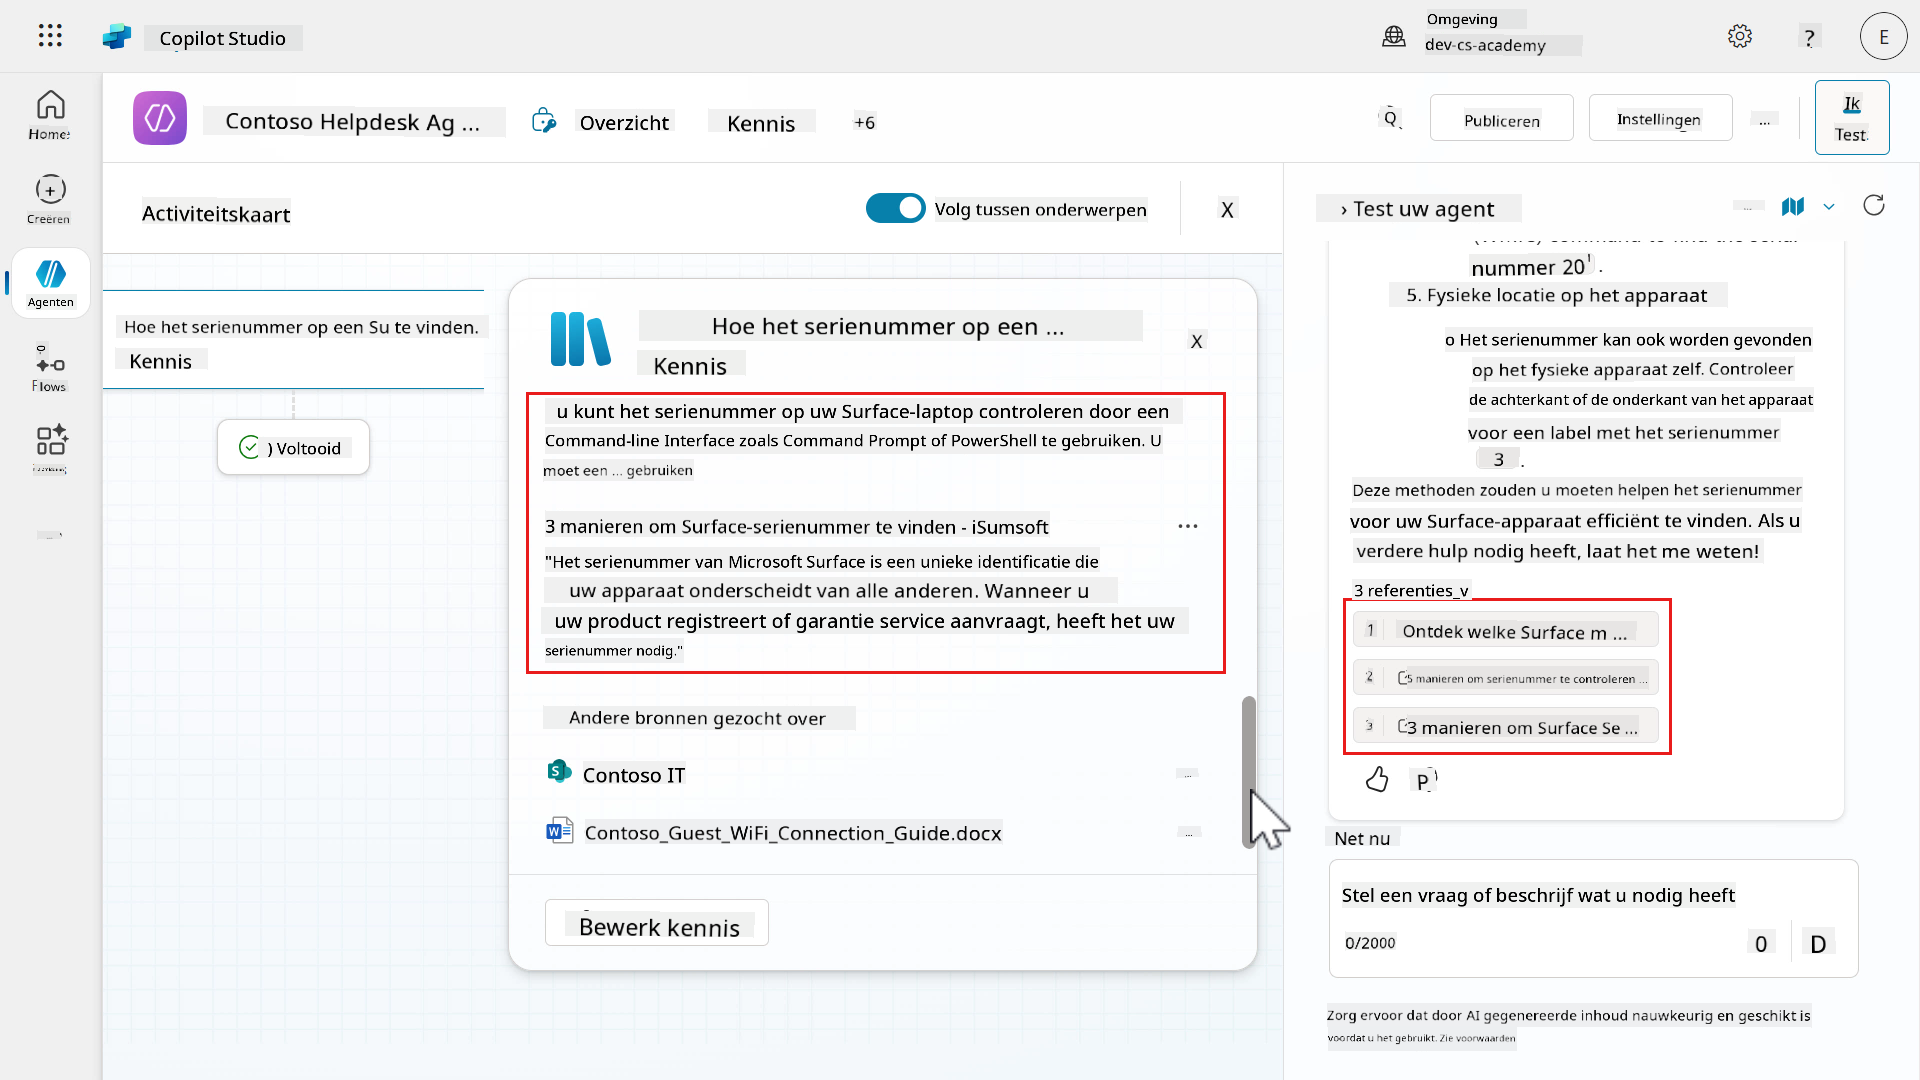 Copilot Studio
Omgeving
dev-cs-academy
?
E
Home:
Creëren
Agenten
Flows
Contoso Helpdesk Ag ...
Overzicht
Kennis
+6
Q
Publiceren
Instellingen
...
Ik
Test.
Activiteitskaart
Volg tussen onderwerpen
X
Hoe het serienummer op een Su te vinden.
Kennis
) Voltooid
Hoe het serienummer op een ...
Kennis
X
u kunt het serienummer op uw Surface-laptop controleren door een
Command-line Interface zoals Command Prompt of PowerShell te gebruiken. U
moet een ... gebruiken
3 manieren om Surface-serienummer te vinden - iSumsoft
...
"Het serienummer van Microsoft Surface is een unieke identificatie die
uw apparaat onderscheidt van alle anderen. Wanneer u
uw product registreert of garantie service aanvraagt, heeft het uw
serienummer nodig."
Andere bronnen gezocht over
Contoso IT
...
Contoso_Guest_WiFi_Connection_Guide.docx
...
Bewerk kennis
› Test uw agent
...
nummer 20¹ .
5. Fysieke locatie op het apparaat
o Het serienummer kan ook worden gevonden
op het fysieke apparaat zelf. Controleer
de achterkant of de onderkant van het apparaat
voor een label met het serienummer
3 .
Deze methoden zouden u moeten helpen het serienummer
voor uw Surface-apparaat efficiënt te vinden. Als u
verdere hulp nodig heeft, laat het me weten!
3 referenties_v
1 Ontdek welke Surface m ...
2 5 manieren om serienummer te controleren ...
3 3 manieren om Surface Se ...
P
Net nu
Stel een vraag of beschrijf wat u nodig heeft
0/2000
0
D
Zorg ervoor dat door AI gegenereerde inhoud nauwkeurig en geschikt is
voordat u het gebruikt. Zie voorwaarden